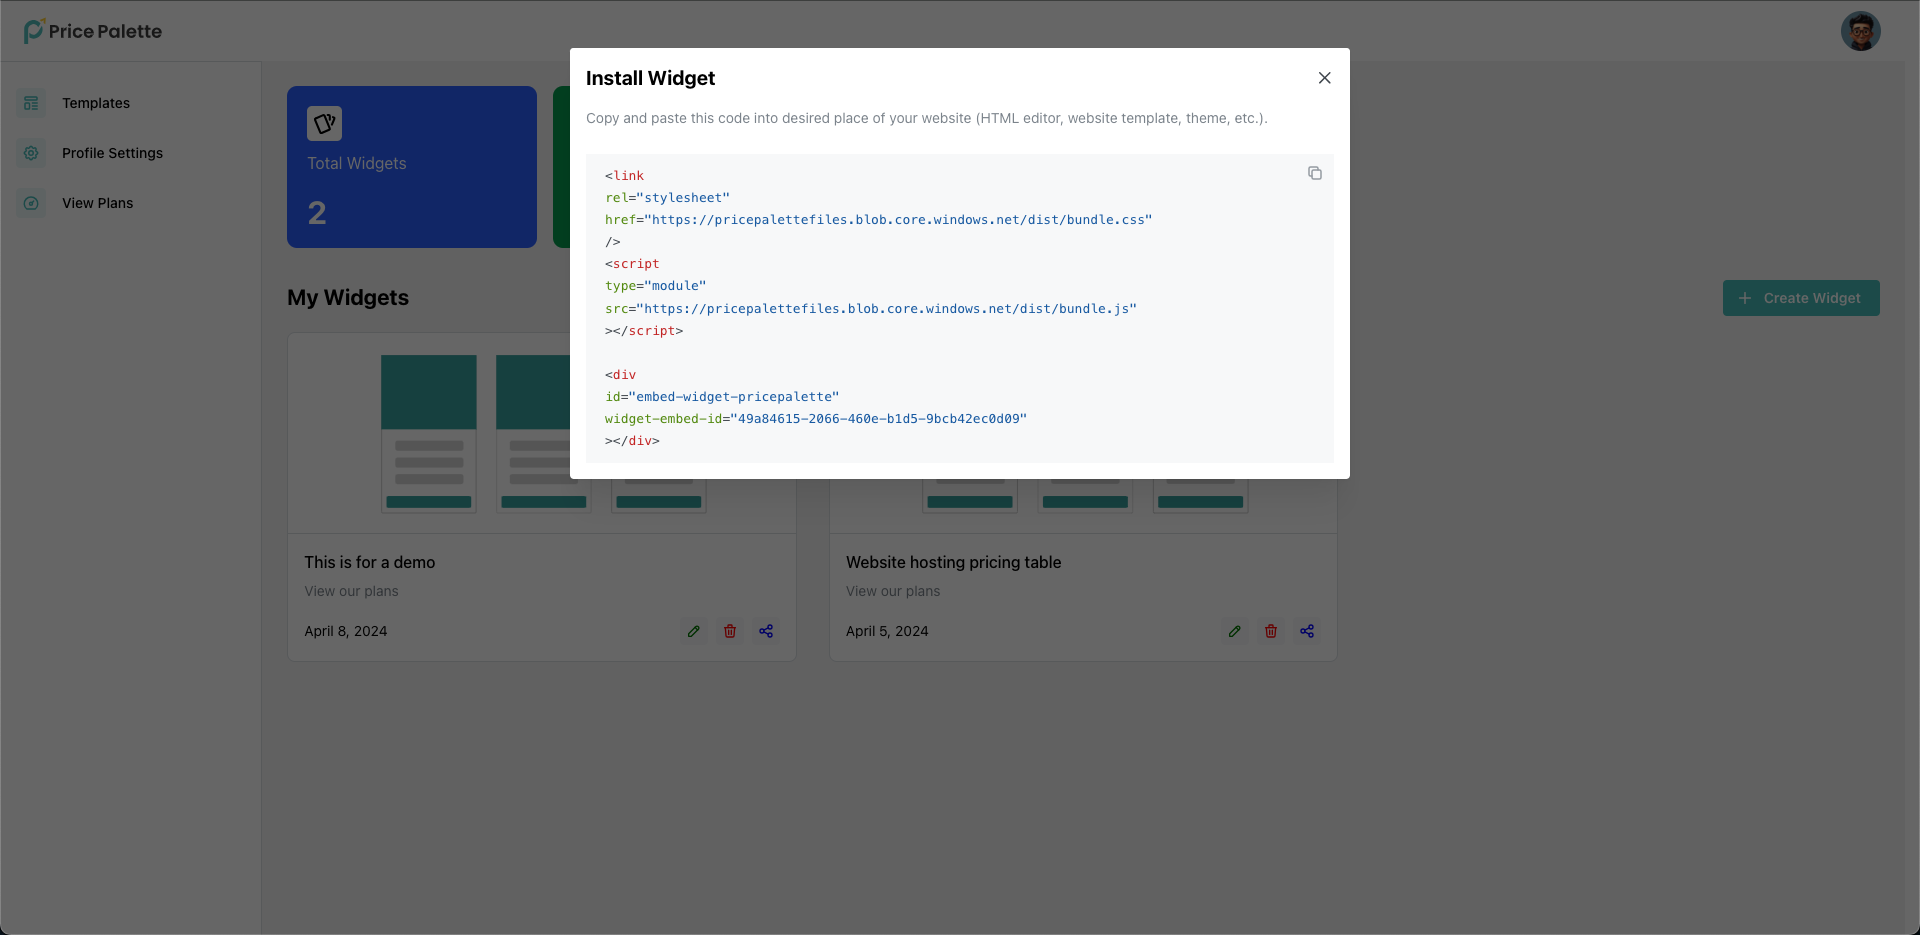 Price Palette
Templates
Profile Settings
View Plans
Total Widgets
2
My Widgets
Create Widget
Install Widget
Copy and paste this code into desired place of your website (HTML editor, website template, theme, etc.).
<link
rel="stylesheet"
href="https://pricepalettefiles.blob.core.windows.net/dist/bundle.css"
/>
<script
type="module"
src="https://pricepalettefiles.blob.core.windows.net/dist/bundle.js"
></script>
<div
id="embed-widget-pricepalette"
widget-embed-id="49a84615-2066-460e-b1d5-9bcb42ec0d09"
></div>
This is for a demo
View our plans
April 8, 2024
Website hosting pricing table
View our plans
April 5, 2024